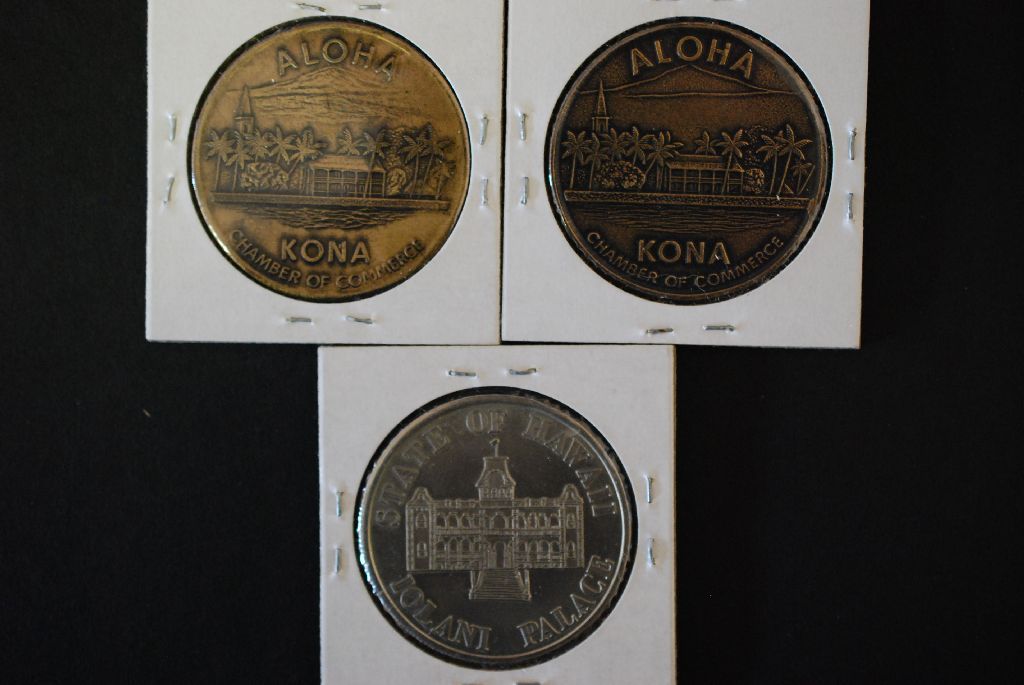 ALOHA
KONA
CHAMBER OF COMMERCE
ALOHA
KONA
CHAMBER OF COMMERCE
STATE OF HAWAII
IOLANI PALACE